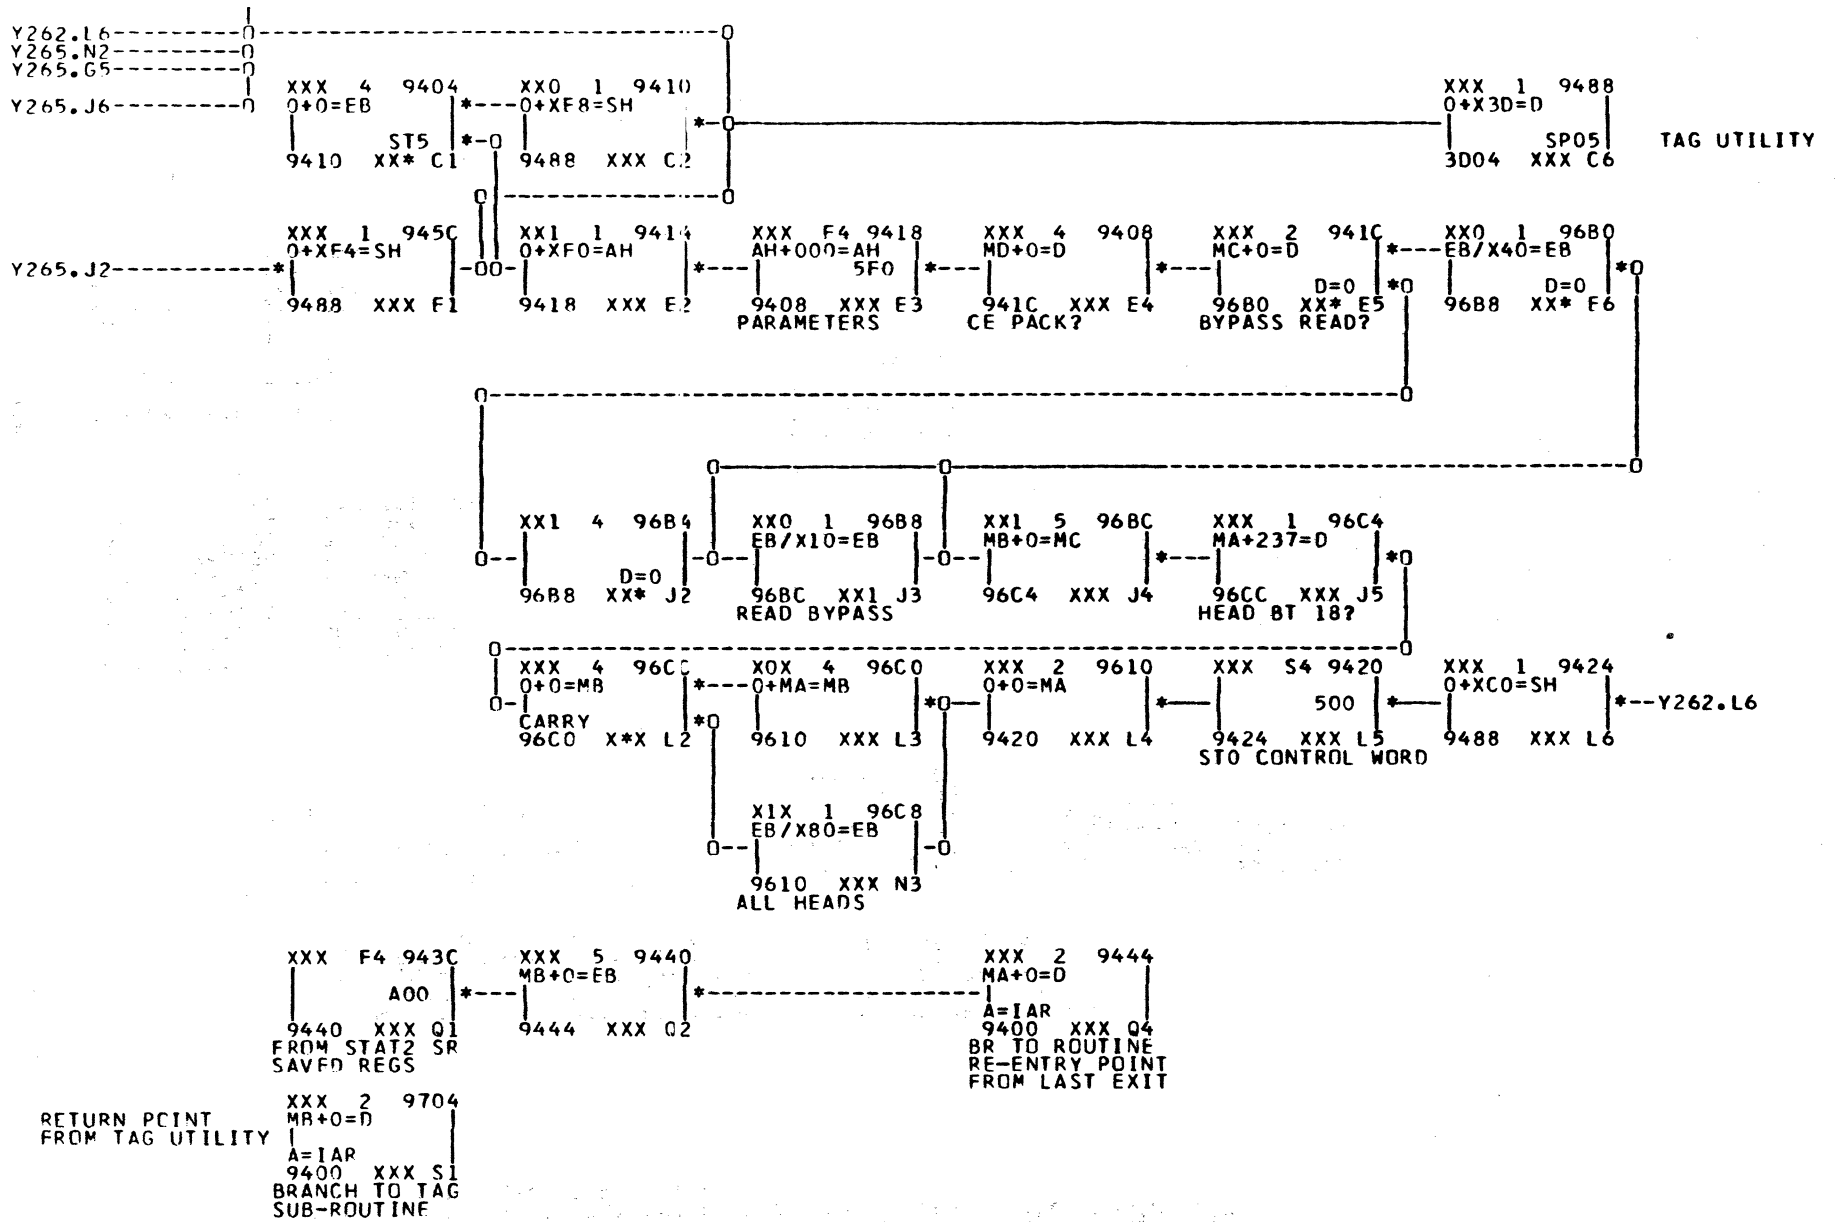 Y262.L6
Y265.N2
Y265.G5
Y265.J6
XXX 4 9404
0+0=EB
ST5
9410 XX* C1
XX0 1 9410
0+XF8=SH
9488 XXX C2
XXX 1 9488
0+X3D=D
SP05
3D04 XXX C6
TAG UTILITY
Y265.J2
XXX 1 945C
0+XF4=SH
9488 XXX E1
XX1 1 9414
0+XF0=AH
9418 XXX E2
XXX F4 9418
AH+000=AH
5F0
9408 XXX E3
PARAMETERS
XXX 4 9408
MD+0=D
941C XXX E4
CE PACK?
XXX 2 941C
MC+0=D
D=0
96B0 XX* E5
BYPASS READ?
XX0 1 96B0
EB/X40=EB
D=0
96B8 XX* E6
XX1 4 96B4
D=0
96B8 XX* J2
XX0 1 96B8
EB/X10=EB
96BC XX1 J3
READ BYPASS
XX1 5 96BC
MB+0=MC
96C4 XXX J4
XXX 1 96C4
MA+237=D
96CC XXX J5
HEAD BT 18?
XXX 4 96CC
0+0=MB
CARRY
96C0 X*X L2
X0X 4 96C0
0+MA=MB
9610 XXX L3
XXX 2 9610
0+0=MA
9420 XXX L4
XXX S4 9420
500
9424 XXX L5
STO CONTROL WORD
XXX 1 9424
0+XC0=SH
9488 XXX L6
Y262.L6
X1X 1 96C8
EB/X80=EB
9610 XXX N3
ALL HEADS
XXX F4 943C
A00
9440 XXX Q1
FROM STAT2 SR
SAVED REGS
XXX 5 9440
MB+0=EB
9444 XXX Q2
XXX 2 9444
MA+0=D
A=IAR
9400 XXX Q4
BR TO ROUTINE
RE-ENTRY POINT
FROM LAST EXIT
RETURN POINT
FROM TAG UTILITY
XXX 2 9704
MB+0=D
A=IAR
9400 XXX S1
BRANCH TO TAG
SUB-ROUTINE